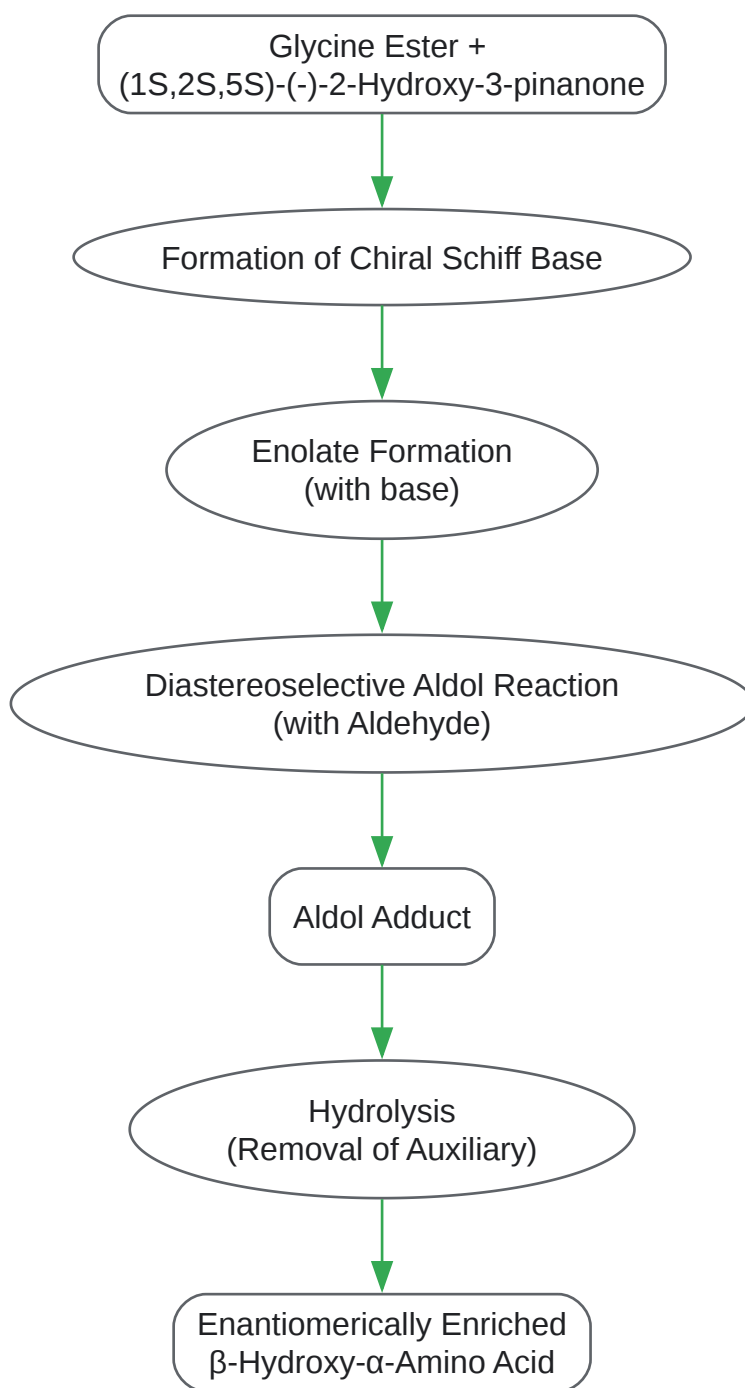 Glycine Ester +
(1S,2S,5S)-(-)-2-Hydroxy-3-pinanone
Formation of Chiral Schiff Base
Enolate Formation
(with base)
Diastereoselective Aldol Reaction
(with Aldehyde)
Aldol Adduct
Hydrolysis
(Removal of Auxiliary)
Enantiomerically Enriched
β-Hydroxy-α-Amino Acid